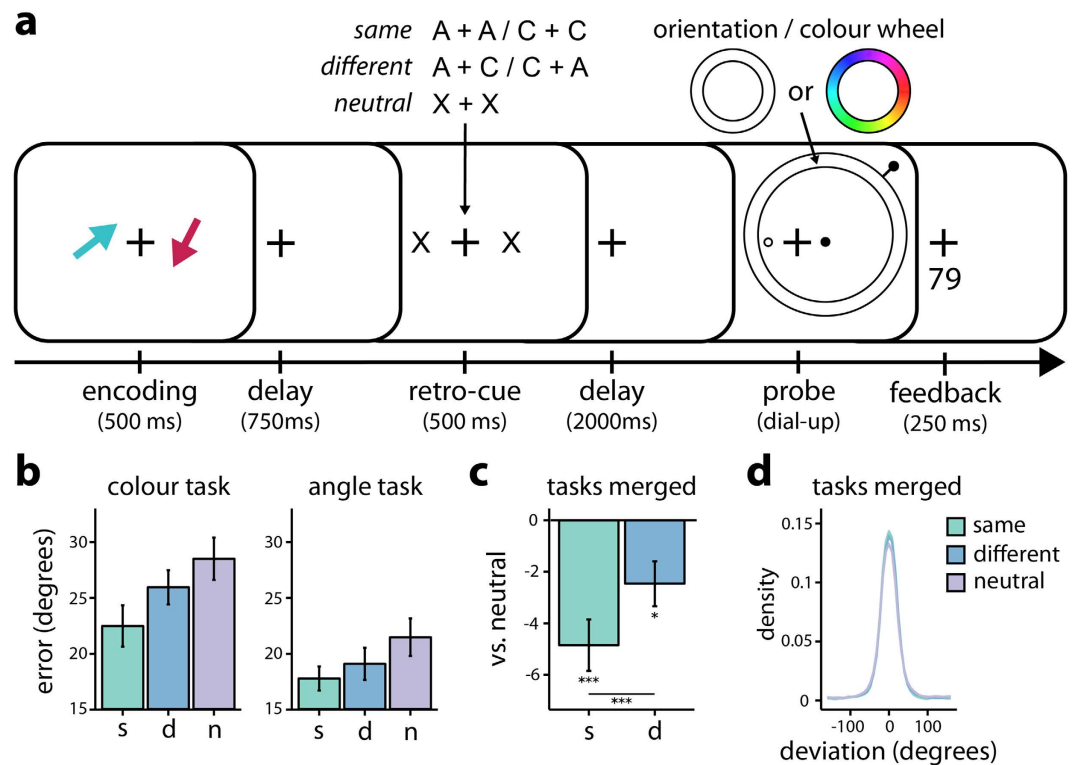 a
same A + A / C + C
different A + C / C + A
neutral X + X
orientation / colour wheel
or
X + X
79
encoding
(500 ms)
delay
(750ms)
retro-cue
(500 ms)
delay
(2000ms)
probe
(dial-up)
feedback
(250 ms)
b
colour task
error (degrees)
30
25
20
15
s d n
angle task
30
25
20
15
s d n
c
tasks merged
vs. neutral
0
-2
-4
-6
***
*
***
s d
d
tasks merged
density
0.15
0.1
0.05
0
-100 0 100
deviation (degrees)
same
different
neutral